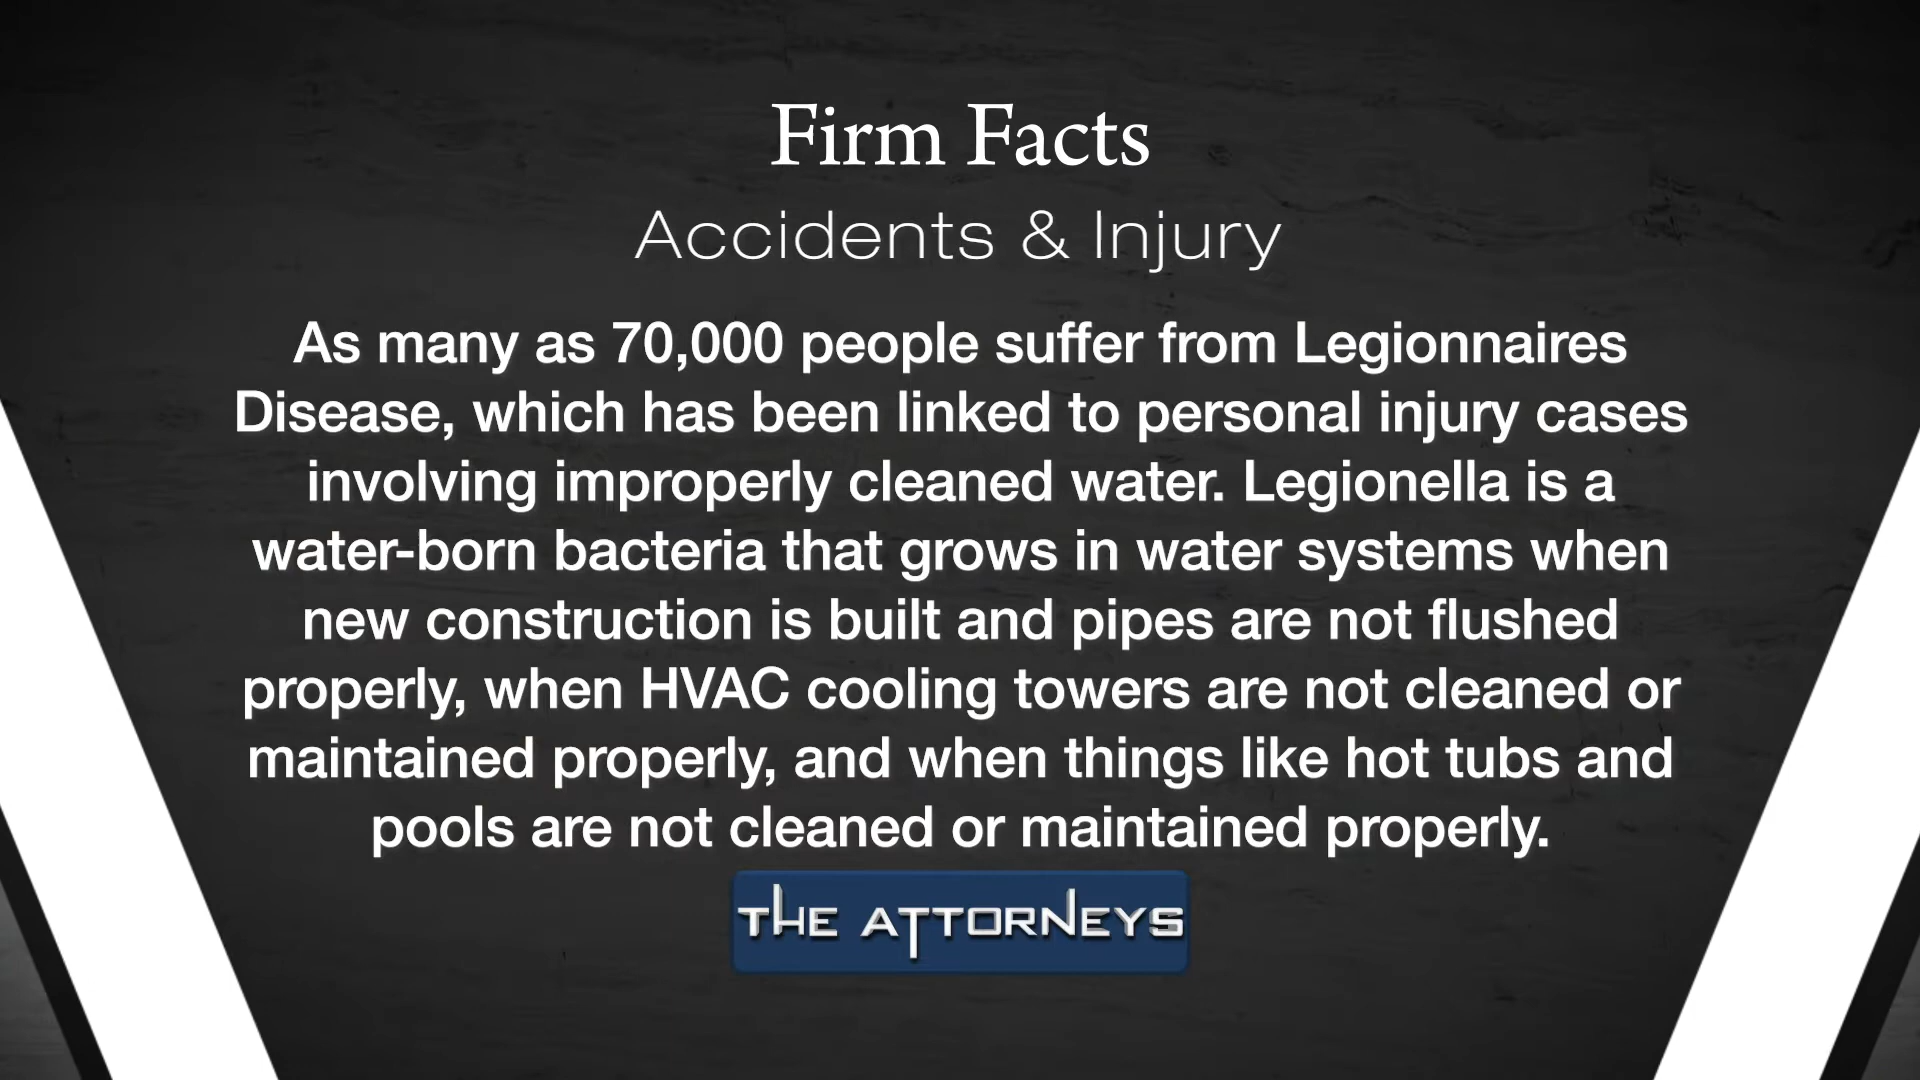 Firm Facts
Accidents & Injury
As many as 70,000 people suffer from Legionnaires
Disease, which has been linked to personal injury cases
involving improperly cleaned water. Legionella is a
water-born bacteria that grows in water systems when
new construction is built and pipes are not flushed
properly, when HVAC cooling towers are not cleaned or
maintained properly, and when things like hot tubs and
pools are not cleaned or maintained properly.
THE ATTORNEYS